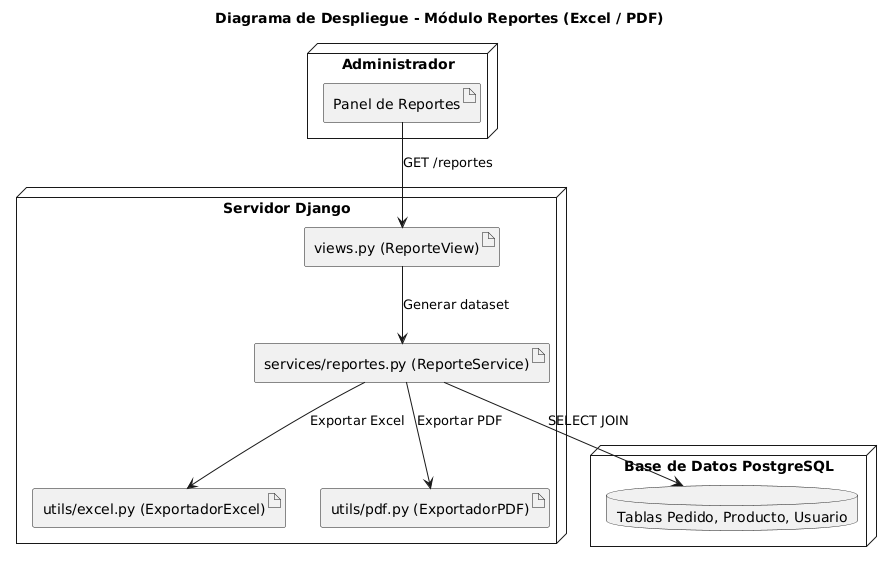 Diagrama de Despliegue - Módulo Reportes (Excel / PDF)
Administrador
Panel de Reportes
GET /reportes
Servidor Django
views.py (ReporteView)
Generar dataset
services/reportes.py (ReporteService)
Exportar Excel
Exportar PDF
SELECT JOIN
Base de Datos PostgreSQL
utils/excel.py (ExportadorExcel)
utils/pdf.py (ExportadorPDF)
Tablas Pedido, Producto, Usuario